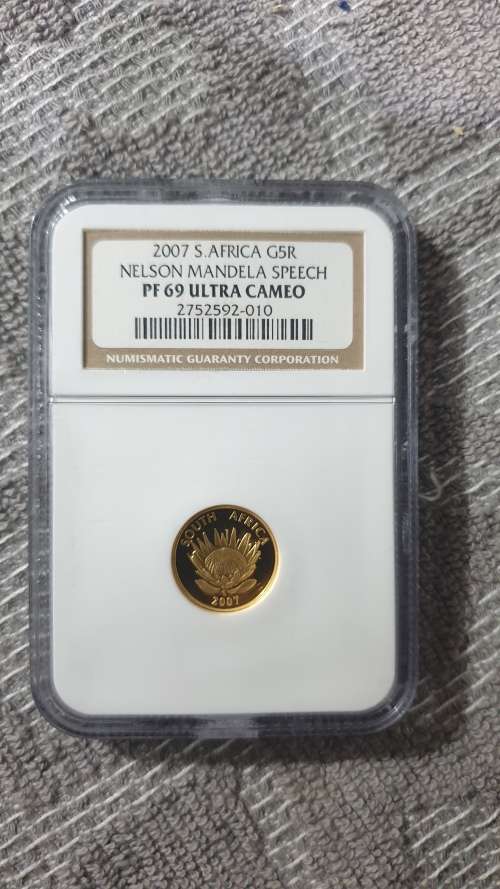 2007 S.AFRICA G5R
NELSON MANDELA SPEECH
PF 69 ULTRA CAMEO
2752592-010
NUMISMATIC GUARANTY CORPORATION
SOUTH AFRICA
2007